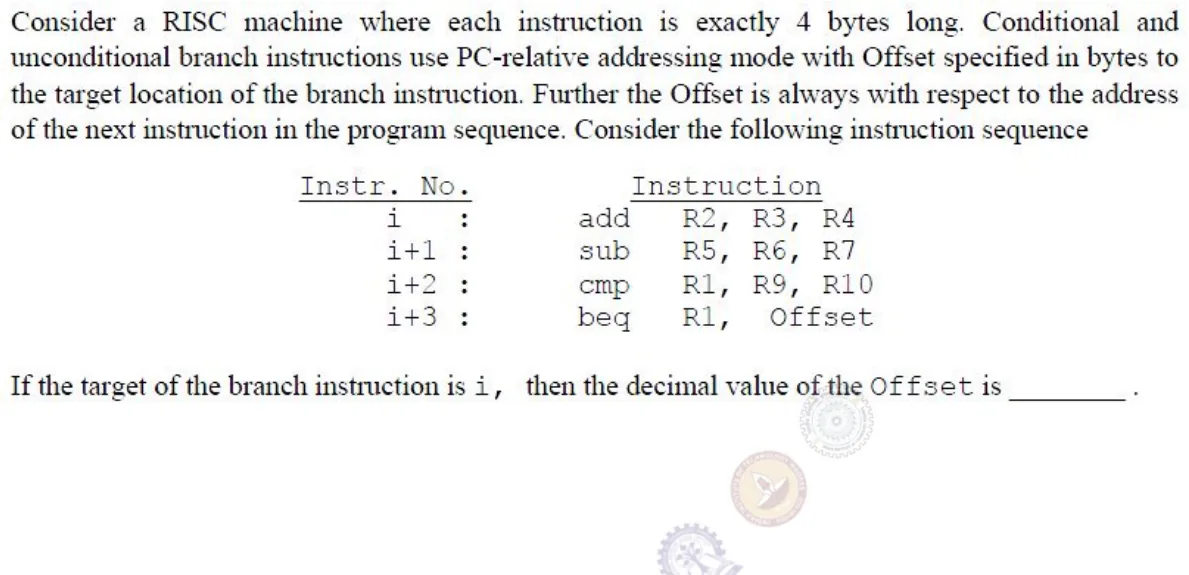 Consider a RISC machine where each instruction is exactly 4 bytes long. Conditional and
unconditional branch instructions use PC-relative addressing mode with Offset specified in bytes to
the target location of the branch instruction. Further the Offset is always with respect to the address
of the next instruction in the program sequence. Consider the following instruction sequence
Instr. No. Instruction
i : add R2, R3, R4
i+1 : sub R5, R6, R7
i+2 : cmp R1, R9, R10
i+3 : beq R1, Offset
If the target of the branch instruction is i, then the decimal value of the Offset is ________ .